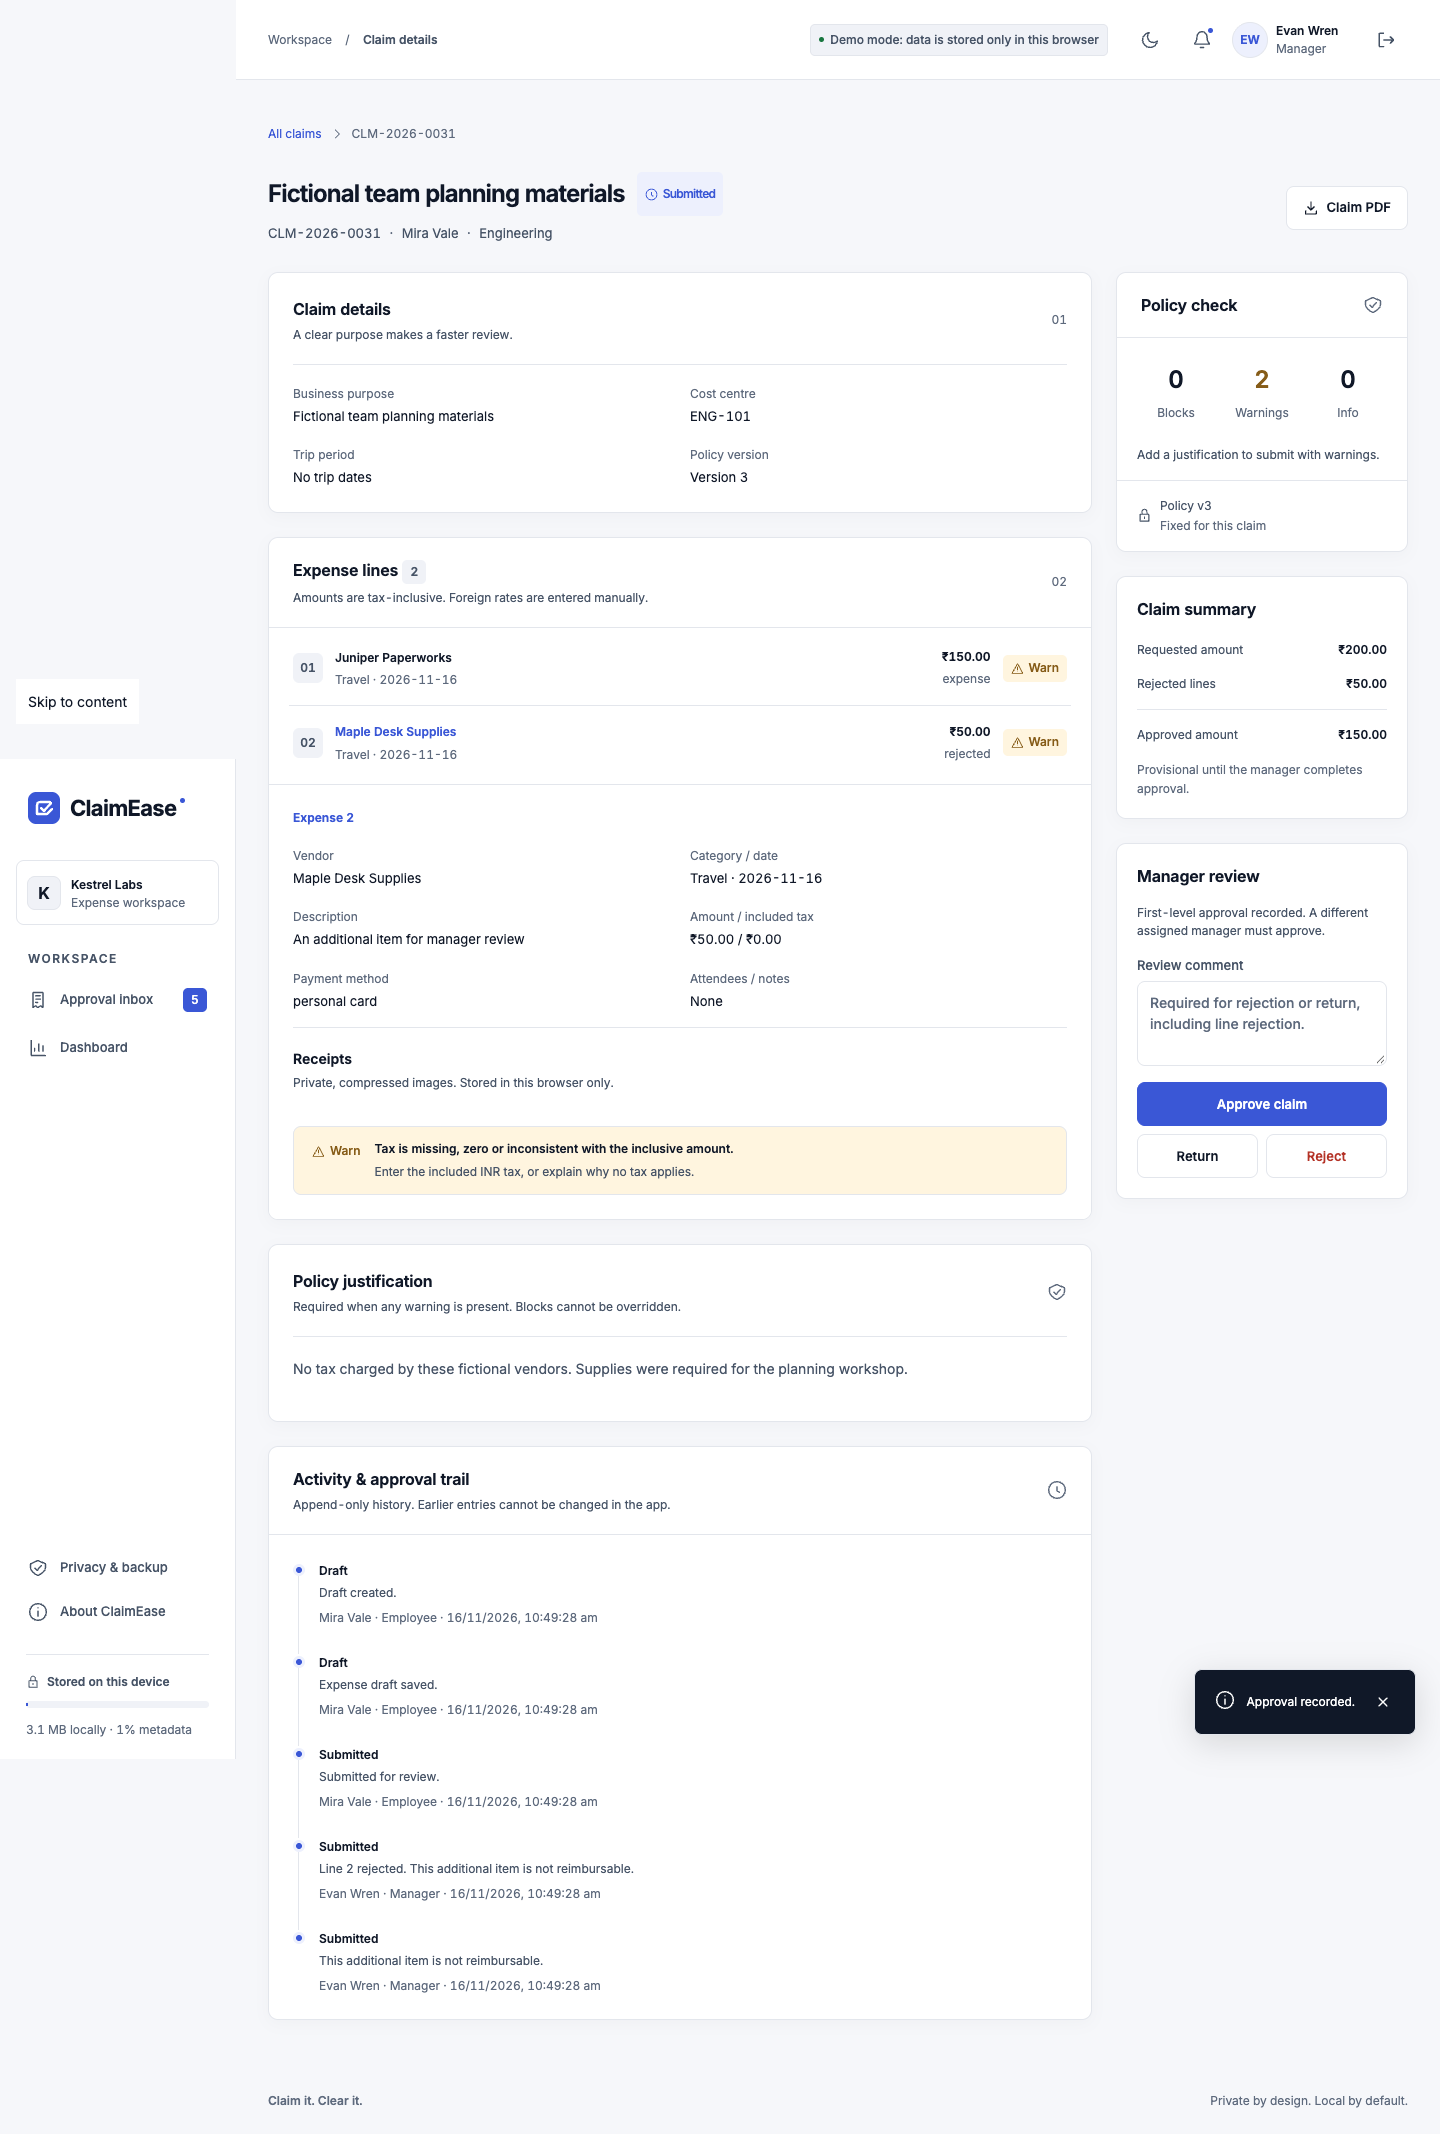 Workspace / Claim details
Demo mode: data is stored only in this browser
EW
Evan Wren
Manager
All claims > CLM-2026-0031
Fictional team planning materials
Submitted
CLM-2026-0031 · Mira Vale · Engineering
Claim PDF
Skip to content
ClaimEase
K
Kestrel Labs
Expense workspace
WORKSPACE
Approval inbox 5
Dashboard
Privacy & backup
About ClaimEase
Stored on this device
3.1 MB locally · 1% metadata
Claim details
A clear purpose makes a faster review.
01
Business purpose
Fictional team planning materials
Cost centre
ENG-101
Trip period
No trip dates
Policy version
Version 3
Expense lines 2
Amounts are tax-inclusive. Foreign rates are entered manually.
02
01
Juniper Paperworks
Travel · 2026-11-16
₹150.00
expense
Warn
02
Maple Desk Supplies
Travel · 2026-11-16
₹50.00
rejected
Warn
Expense 2
Vendor
Maple Desk Supplies
Category / date
Travel · 2026-11-16
Description
An additional item for manager review
Amount / included tax
₹50.00 / ₹0.00
Payment method
personal card
Attendees / notes
None
Receipts
Private, compressed images. Stored in this browser only.
Warn
Tax is missing, zero or inconsistent with the inclusive amount.
Enter the included INR tax, or explain why no tax applies.
Policy justification
Required when any warning is present. Blocks cannot be overridden.
No tax charged by these fictional vendors. Supplies were required for the planning workshop.
Activity & approval trail
Append-only history. Earlier entries cannot be changed in the app.
Draft
Draft created.
Mira Vale · Employee · 16/11/2026, 10:49:28 am
Draft
Expense draft saved.
Mira Vale · Employee · 16/11/2026, 10:49:28 am
Submitted
Submitted for review.
Mira Vale · Employee · 16/11/2026, 10:49:28 am
Submitted
Line 2 rejected. This additional item is not reimbursable.
Evan Wren · Manager · 16/11/2026, 10:49:28 am
Submitted
This additional item is not reimbursable.
Evan Wren · Manager · 16/11/2026, 10:49:28 am
Policy check
0
Blocks
2
Warnings
0
Info
Add a justification to submit with warnings.
Policy v3
Fixed for this claim
Claim summary
Requested amount ₹200.00
Rejected lines ₹50.00
Approved amount ₹150.00
Provisional until the manager completes
approval.
Manager review
First-level approval recorded. A different
assigned manager must approve.
Review comment
Required for rejection or return,
including line rejection.
Approve claim
Return
Reject
Approval recorded.
Claim it. Clear it.
Private by design. Local by default.